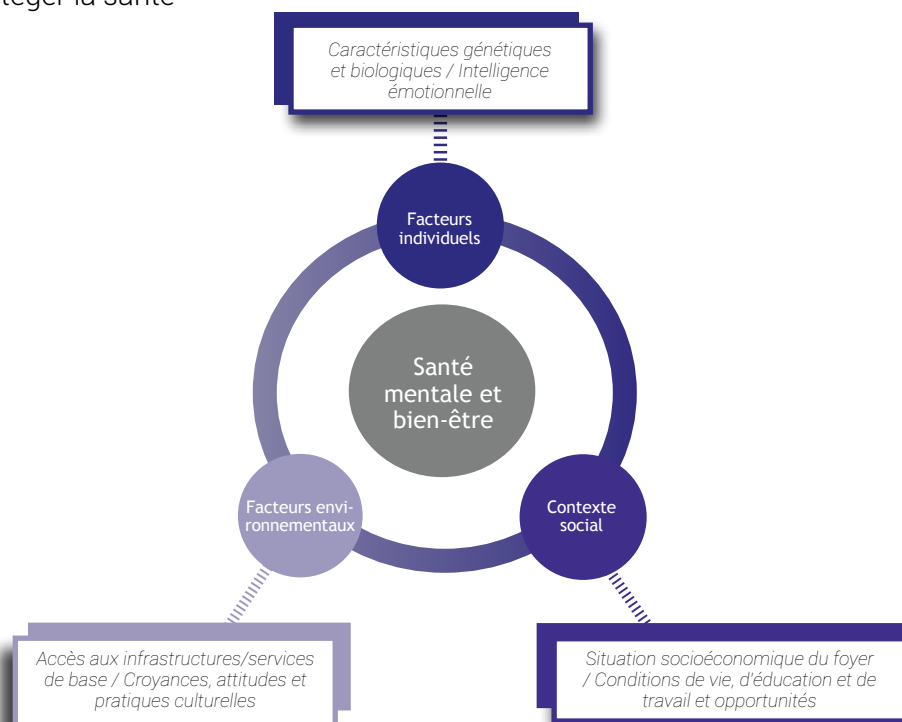 léger la santé
Caractéristiques génétiques
et biologiques / Intelligence
émotionnelle
Facteurs
individuels
Santé
mentale et
bien-être
Facteurs envi-
ronnementaux
Contexte
social
Accès aux infrastructures/services
de base / Croyances, attitudes et
pratiques culturelles
Situation socioéconomique du foyer
/ Conditions de vie, d'éducation et de
travail et opportunités